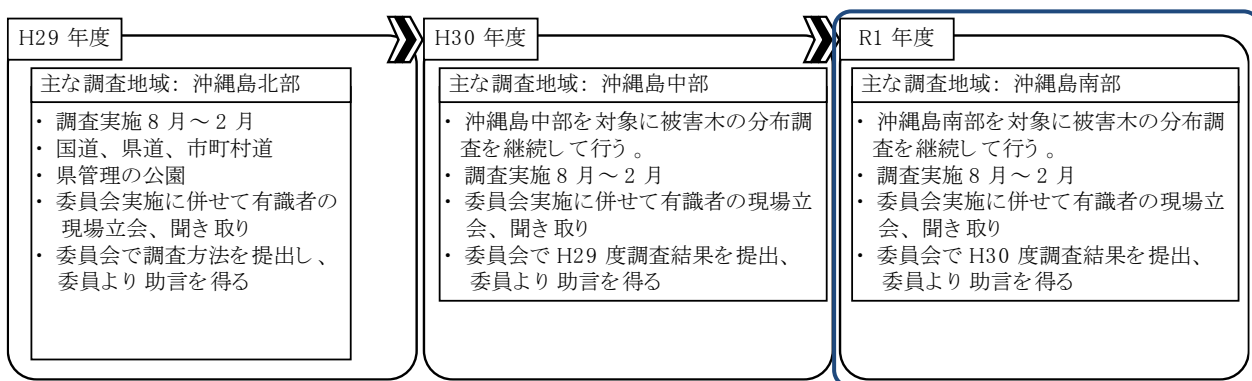 H29 年度
主な調査地域: 沖縄島北部
・ 調査実施 8 月～2 月
・ 国道、県道、市町村道
・ 県管理の公園
・ 委員会実施に併せて有識者の
現場立会、聞き取り
・ 委員会で調査方法を提出し、
委員より助言を得る
H30 年度
主な調査地域: 沖縄島中部
・ 沖縄島中部を対象に被害木の分布調
査を継続して行う。
・ 調査実施 8 月～2 月
・ 委員会実施に併せて有識者の現場立
会、聞き取り
・ 委員会で H29 度調査結果を提出、
委員より助言を得る
R1 年度
主な調査地域: 沖縄島南部
・ 沖縄島南部を対象に被害木の分布調
査を継続して行う。
・ 調査実施 8 月～2 月
・ 委員会実施に併せて有識者の現場立
会、聞き取り
・ 委員会で H30 度調査結果を提出、
委員より助言を得る